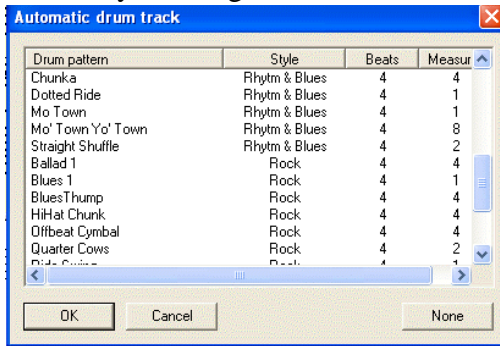 Automatic drum track
Drum pattern Style Beats Measur
Chunka Rhytm & Blues 4 4
Dotted Ride Rhytm & Blues 4 1
Mo Town Rhytm & Blues 4 1
Mo' Town Yo' Town Rhytm & Blues 4 8
Straight Shuffle Rhytm & Blues 4 2
Ballad 1 Rock 4 4
Blues 1 Rock 4 1
BluesThump Rock 4 4
HiHat Chunk Rock 4 4
Offbeat Cymbal Rock 4 4
Quarter Cows Rock 4 2
OK Cancel None